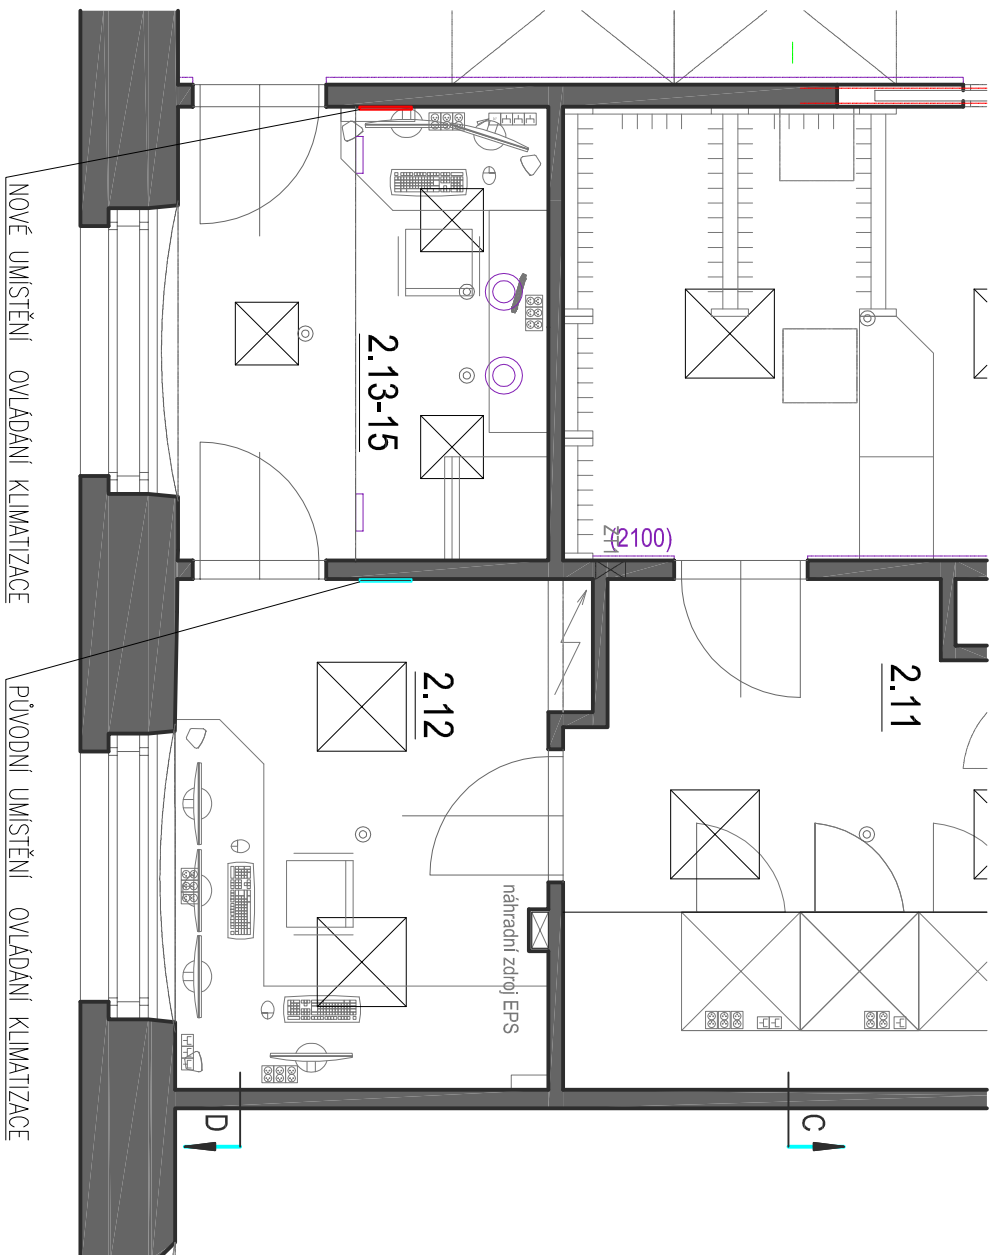 NOVÉ UMÍSTĚNÍ OVLÁDÁNÍ KLIMATIZACE
PŮVODNÍ UMÍSTĚNÍ OVLÁDÁNÍ KLIMATIZACE
2.13-15
2.12
2.11
(2100)
náhradní zdroj EPS
D
C